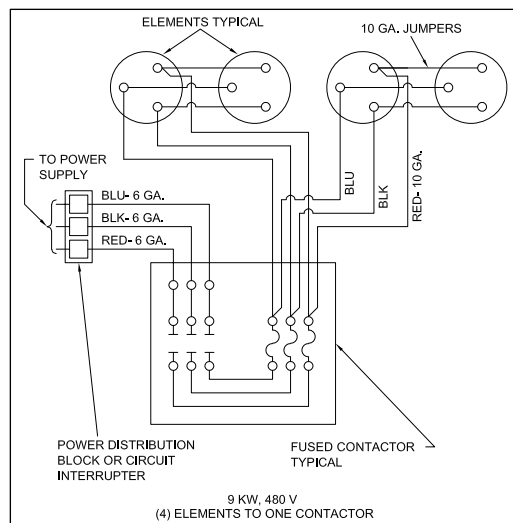 ELEMENTS TYPICAL
10 GA. JUMPERS
TO POWER
SUPPLY
BLU- 6 GA.
BLK- 6 GA.
RED- 6 GA.
BLU
BLK
RED- 10 GA.
POWER DISTRIBUTION
BLOCK OR CIRCUIT
INTERRUPTER
FUSED CONTACTOR
TYPICAL
9 KW, 480 V
(4) ELEMENTS TO ONE CONTACTOR